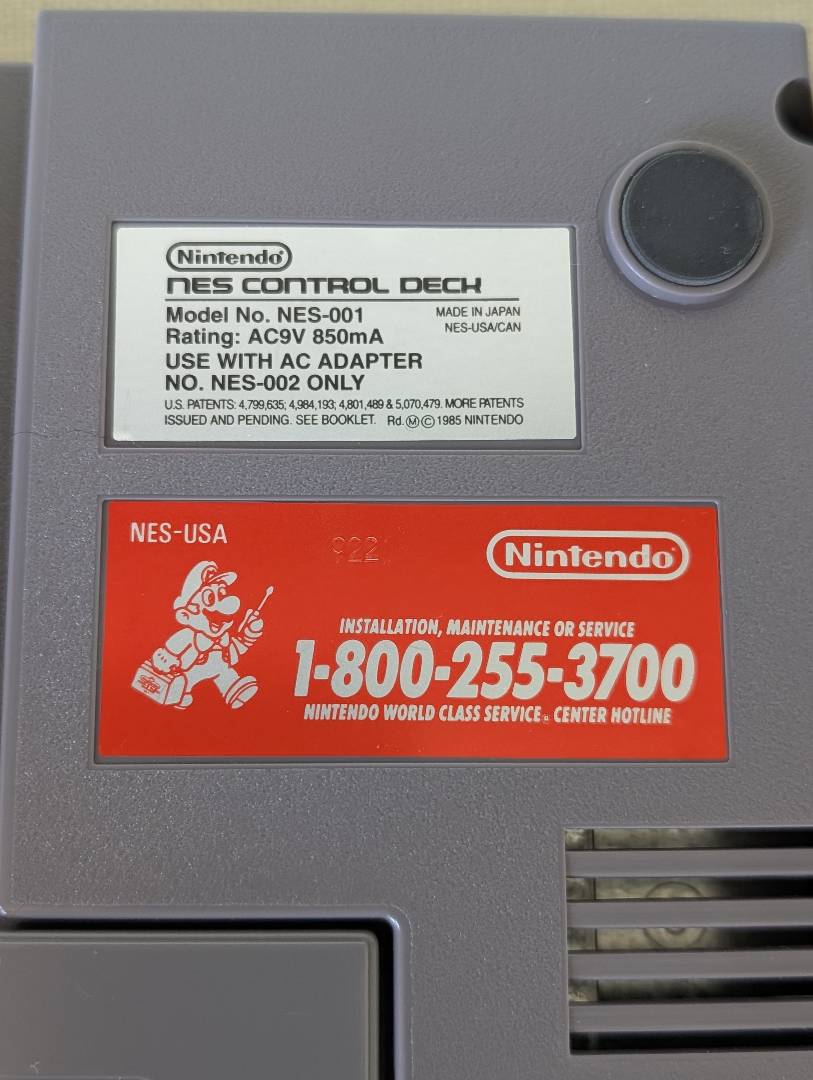 Nintendo®
NES CONTROL DECK
Model No. NES-001
MADE IN JAPAN
Rating: AC9V 850mA
NES-USA/CAN
USE WITH AC ADAPTER
NO. NES-002 ONLY
U.S. PATENTS: 4,799,635; 4,984,193; 4,801,489 & 5,070,479. MORE PATENTS
ISSUED AND PENDING. SEE BOOKLET. Rd. Ⓜ © 1985 NINTENDO
NES-USA
922
Nintendo®
INSTALLATION, MAINTENANCE OR SERVICE
1-800-255-3700
NINTENDO WORLD CLASS SERVICE® CENTER HOTLINE